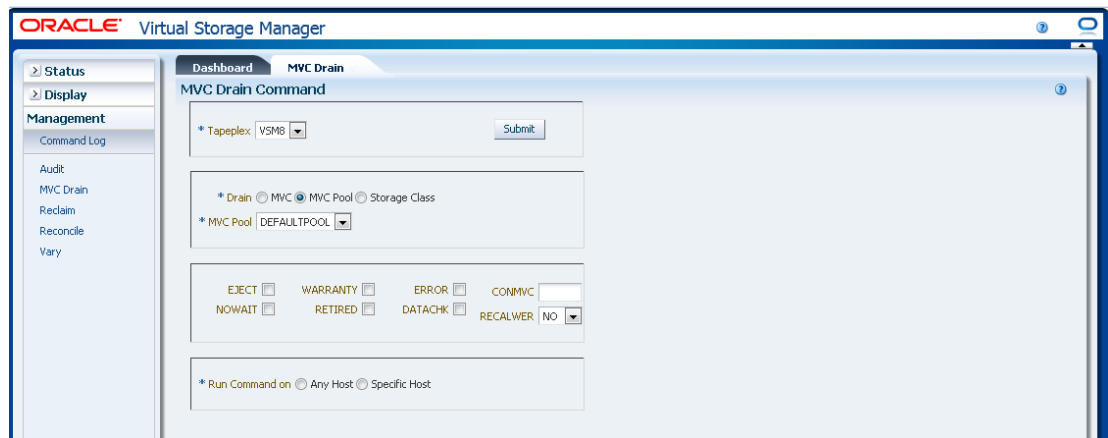 ORACLE Virtual Storage Manager
Status
Display
Management
Command Log
Audit
MVC Drain
Reclaim
Reconcile
Vary
Dashboard MVC Drain
MVC Drain Command
* Tapeplex VSM8 Submit
* Drain MVC MVC Pool Storage Class
* MVC Pool DEFAULTPOOL
EJECT WARRANTY ERROR CONMVC
NOWAIT RETIRED DATACHK RECALWER NO
* Run Command on Any Host Specific Host